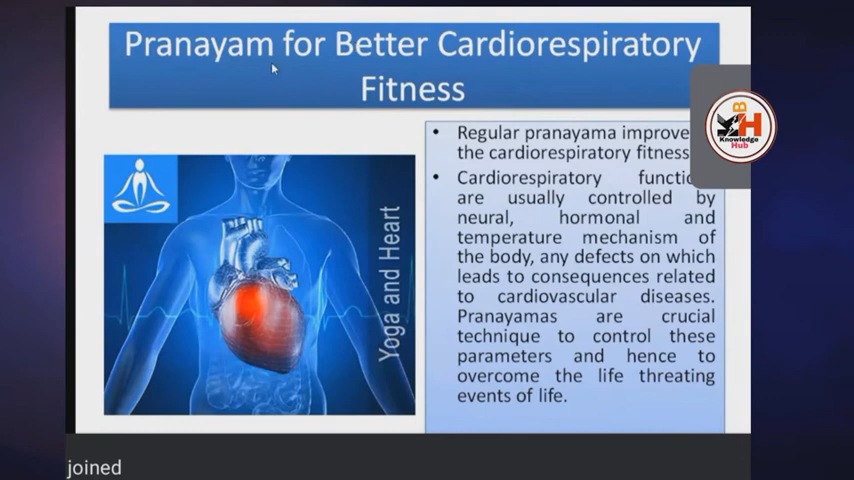 Pranayam for Better Cardiorespiratory
Fitness
• Regular pranayama improve
the cardiorespiratory fitness
• Cardiorespiratory functi
are usually controlled by
neural, hormonal and
temperature mechanism of
the body, any defects on which
leads to consequences related
to cardiovascular diseases.
Pranayamas are crucial
technique to control these
parameters and hence to
overcome the life threating
events of life.
Yoga and Heart
B
H
Knowledge
Hub
joined